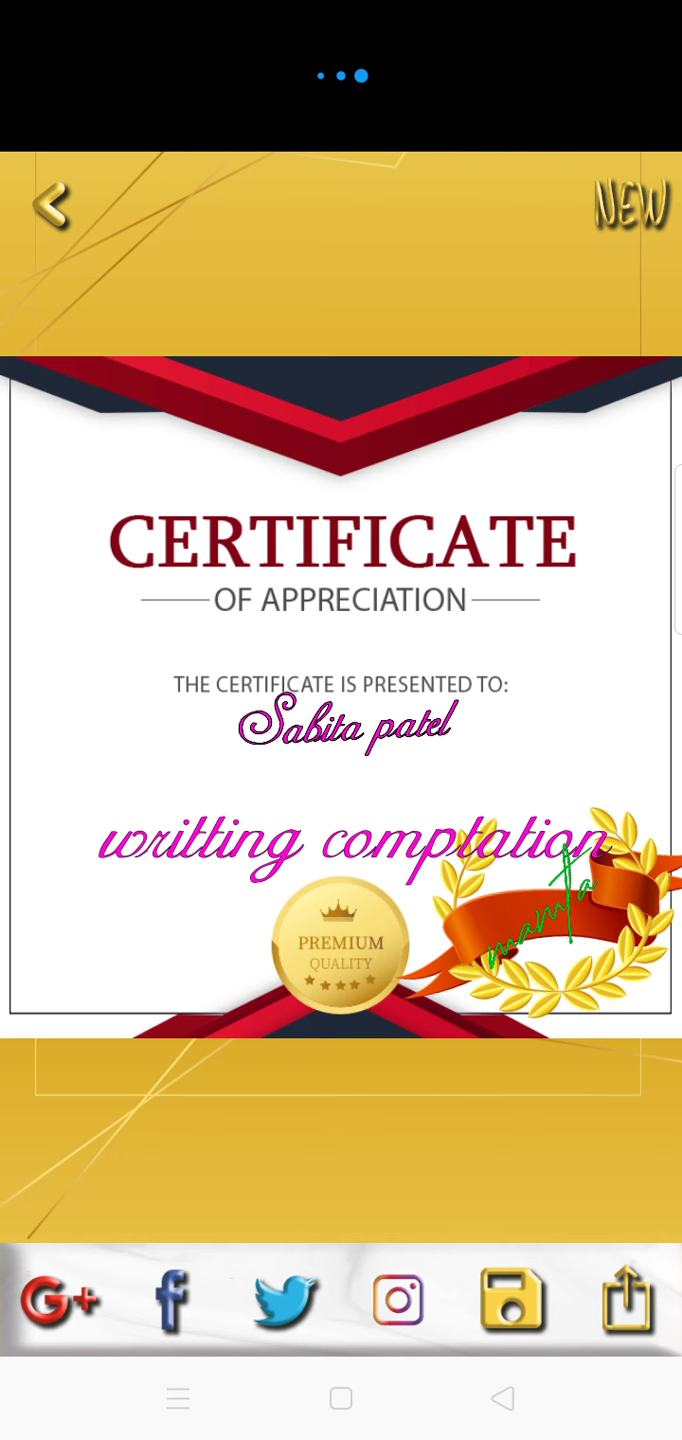 NEW
CERTIFICATE
OF APPRECIATION
THE CERTIFICATE IS PRESENTED TO:
Sabita patel
writting comptation
mamta
PREMIUM
QUALITY
G+